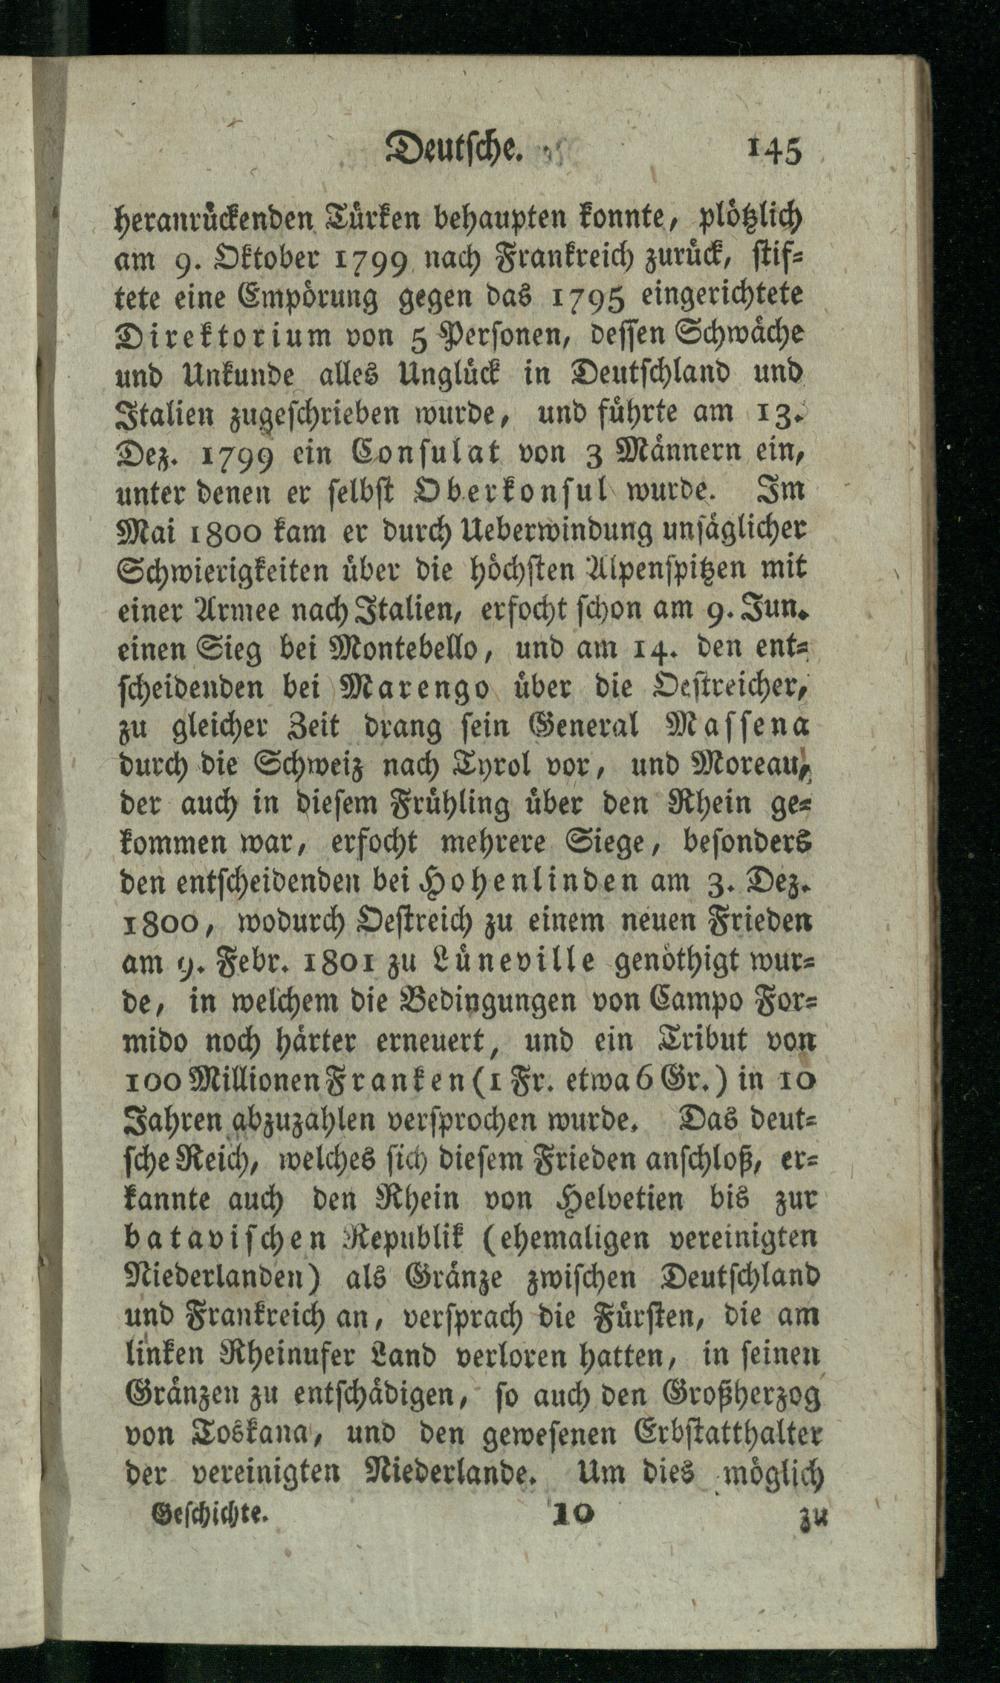 Deutsche. 145
heranrückenden Türken behaupten konnte, plötzlich
am 9. Oktober 1799 nach Frankreich zurück, stif-
tete eine Empörung gegen das 1795 eingerichtete
Direktorium von 5 Personen, dessen Schwäche
und Unkunde alles Unglück in Deutschland und
Italien zugeschrieben wurde, und führte am 13.
Dez. 1799 ein Consulat von 3 Männern ein,
unter denen er selbst Oberkonsul wurde. Im
Mai 1800 kam er durch Ueberwindung unsäglicher
Schwierigkeiten über die höchsten Alpenspitzen mit
einer Armee nach Italien, erfocht schon am 9. Jun.
einen Sieg bei Montebello, und am 14. den ent-
scheidenden bei Marengo über die Oestreicher,
zu gleicher Zeit drang sein General Massena
durch die Schweiz nach Tyrol vor, und Moreau,
der auch in diesem Frühling über den Rhein ge-
kommen war, erfocht mehrere Siege, besonders
den entscheidenden bei Hohenlinden am 3. Dez.
1800, wodurch Oestreich zu einem neuen Frieden
am 9. Febr. 1801 zu Lüneville genöthigt wur-
de, in welchem die Bedingungen von Campo For-
mido noch härter erneuert, und ein Tribut von
100 Millionen Franken (1 Fr. etwa 6 Gr.) in 10
Jahren abzuzahlen versprochen wurde. Das deut-
sche Reich, welches sich diesem Frieden anschloß, er-
kannte auch den Rhein von Helvetien bis zur
batavischen Republik (ehemaligen vereinigten
Niederlanden) als Gränze zwischen Deutschland
und Frankreich an, versprach die Fürsten, die am
linken Rheinufer Land verloren hatten, in seinen
Gränzen zu entschädigen, so auch den Großherzog
von Toskana, und den gewesenen Erbstatthalter
der vereinigten Niederlande. Um dies möglich
Geschichte. 10 zu